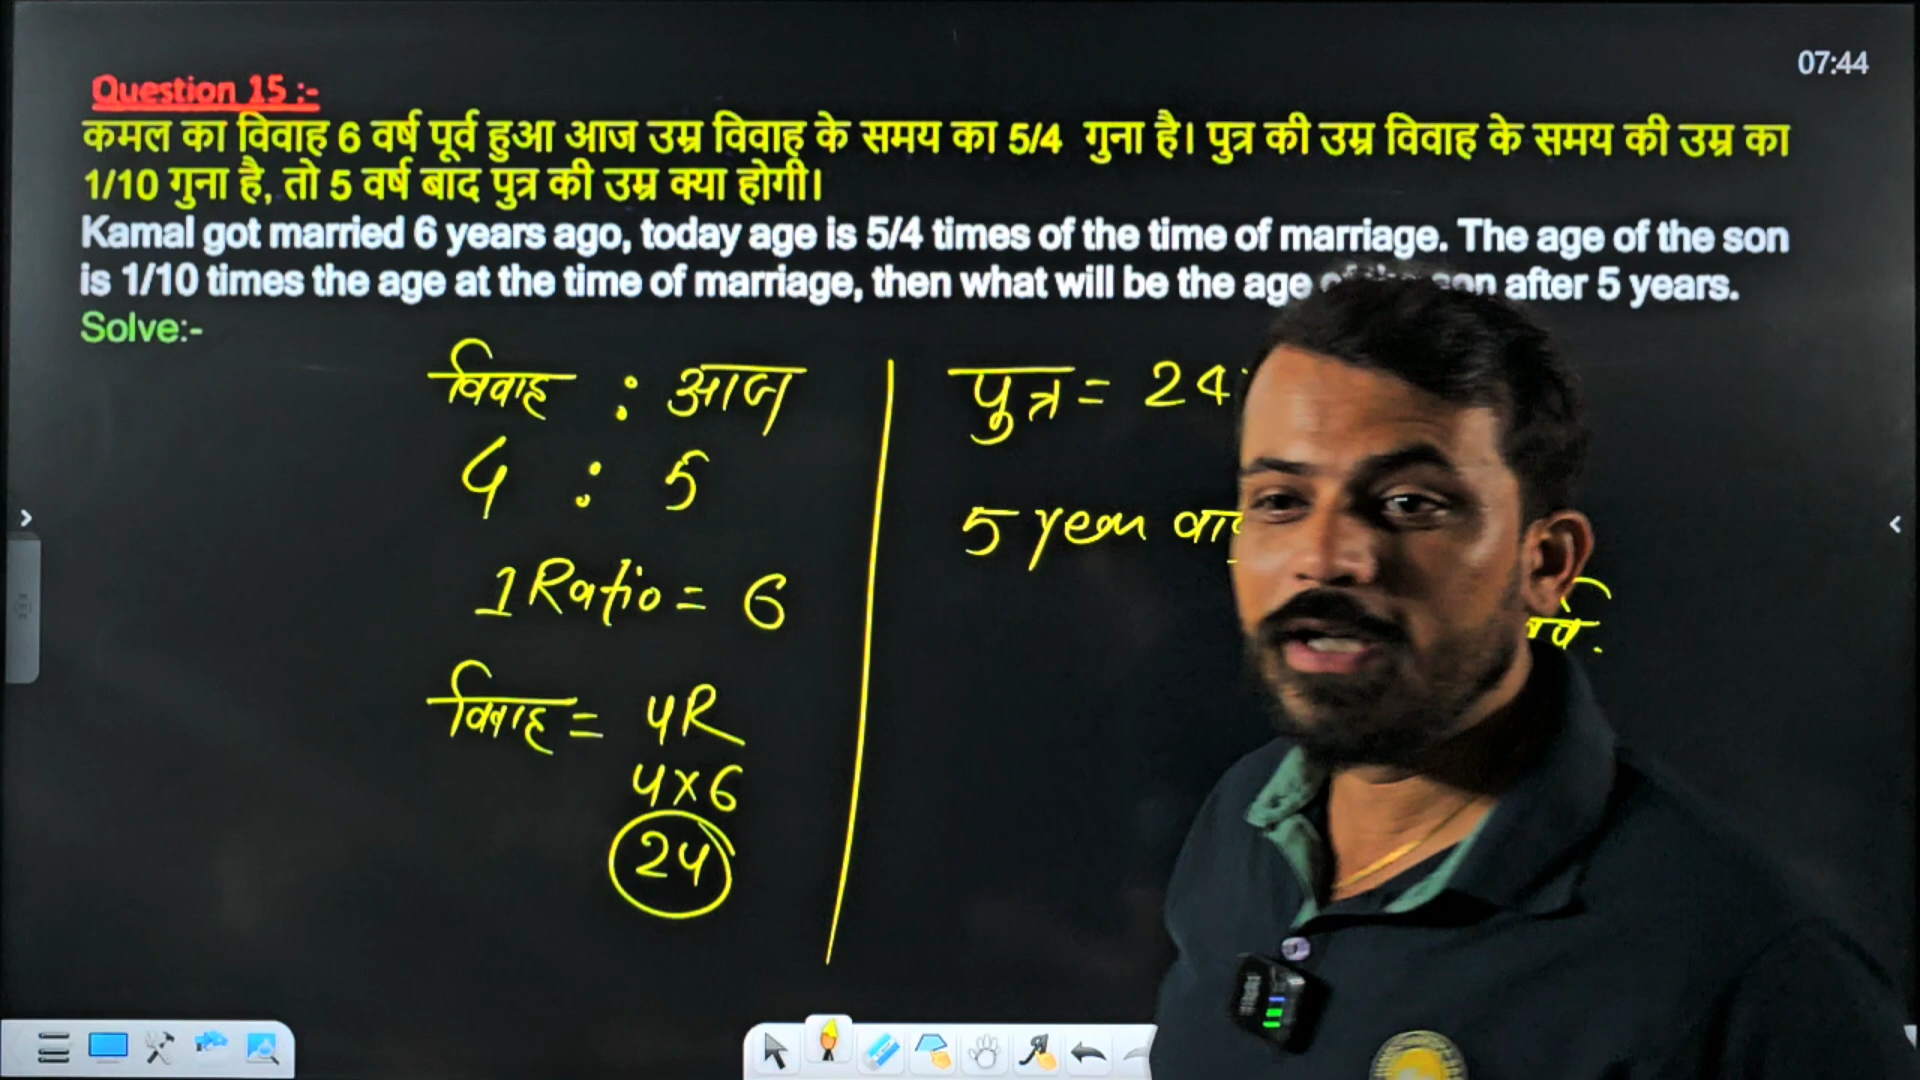 07:44
Question 15 :-
कमल का विवाह 6 वर्ष पूर्व हुआ आज उम्र विवाह के समय का 5/4 गुना है। पुत्र की उम्र विवाह के समय की उम्र का
1/10 गुना है, तो 5 वर्ष बाद पुत्र की उम्र क्या होगी।
Kamal got married 6 years ago, today age is 5/4 times of the time of marriage. The age of the son
is 1/10 times the age at the time of marriage, then what will be the age son after 5 years.
Solve:-
विवाह : आज
4 : 5
1 Ratio = 6
विवाह = 4R
4x6
24
पुत्र = 24
5 year